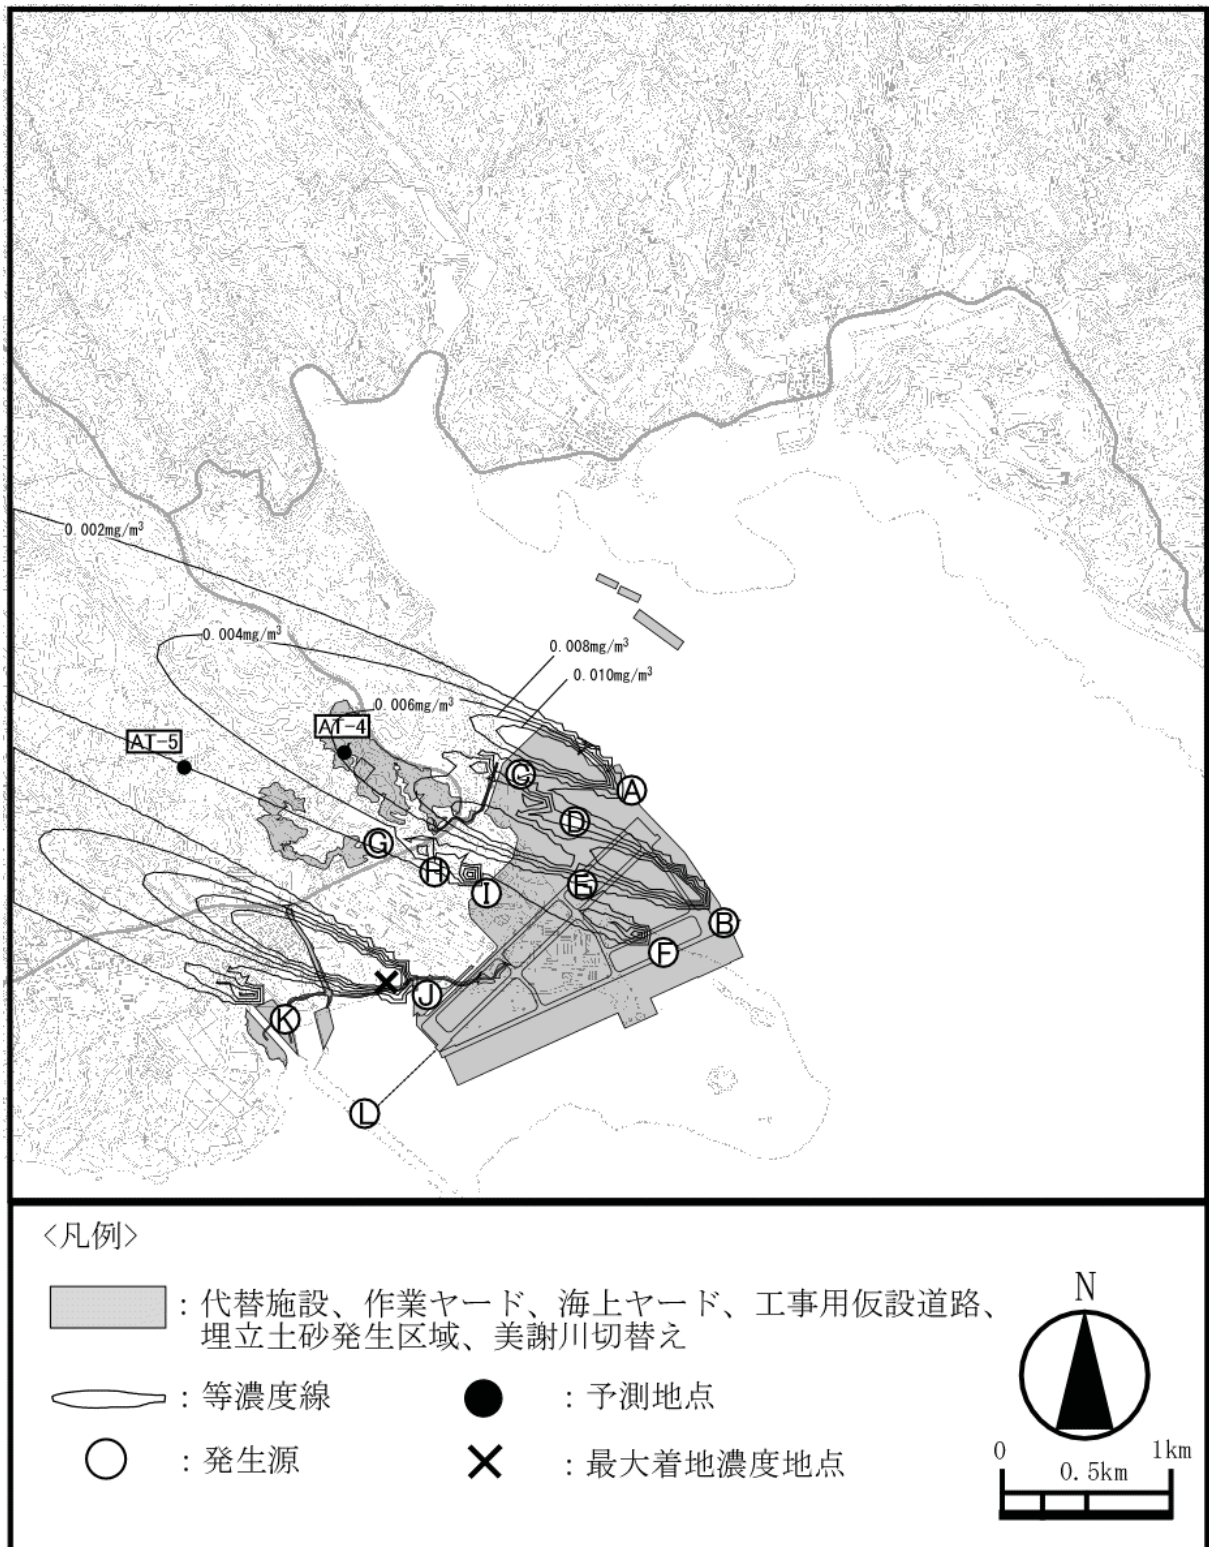 0.002mg/m³
0.004mg/m³
0.008mg/m³
0.010mg/m³
0.006mg/m³
AT-4
AT-5
C
A
D
G
H
E
I
B
F
J
K
L
<凡例>
：代替施設、作業ヤード、海上ヤード、工事用仮設道路、
埋立土砂発生区域、美謝川切替え
：等濃度線
：予測地点
：発生源
：最大着地濃度地点
N
0 1km
0.5km